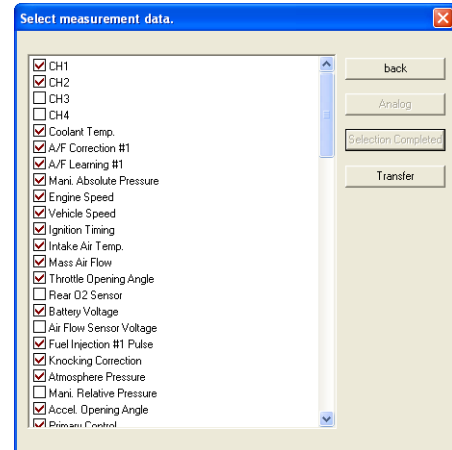 Select measurement data.
CH1
CH2
CH3
CH4
Coolant Temp.
A/F Correction #1
A/F Learning #1
Mani. Absolute Pressure
Engine Speed
Vehicle Speed
Ignition Timing
Intake Air Temp.
Mass Air Flow
Throttle Opening Angle
Rear O2 Sensor
Battery Voltage
Air Flow Sensor Voltage
Fuel Injection #1 Pulse
Knocking Correction
Atmosphere Pressure
Mani. Relative Pressure
Accel. Opening Angle
Primary Control
back
Analog
Selection Completed
Transfer